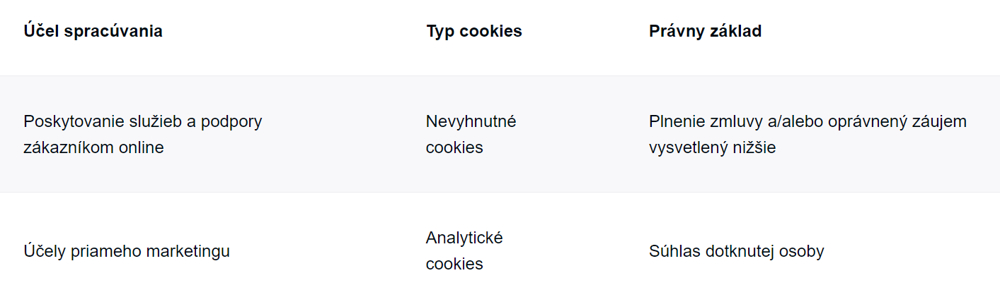 Účel spracúvania
Typ cookies
Právny základ
Poskytovanie služieb a podpory
zákazníkom online
Nevyhnutné
cookies
Plnenie zmluvy a/alebo oprávnený záujem
vysvetlený nižšie
Účely priameho marketingu
Analytické
cookies
Súhlas dotknutej osoby